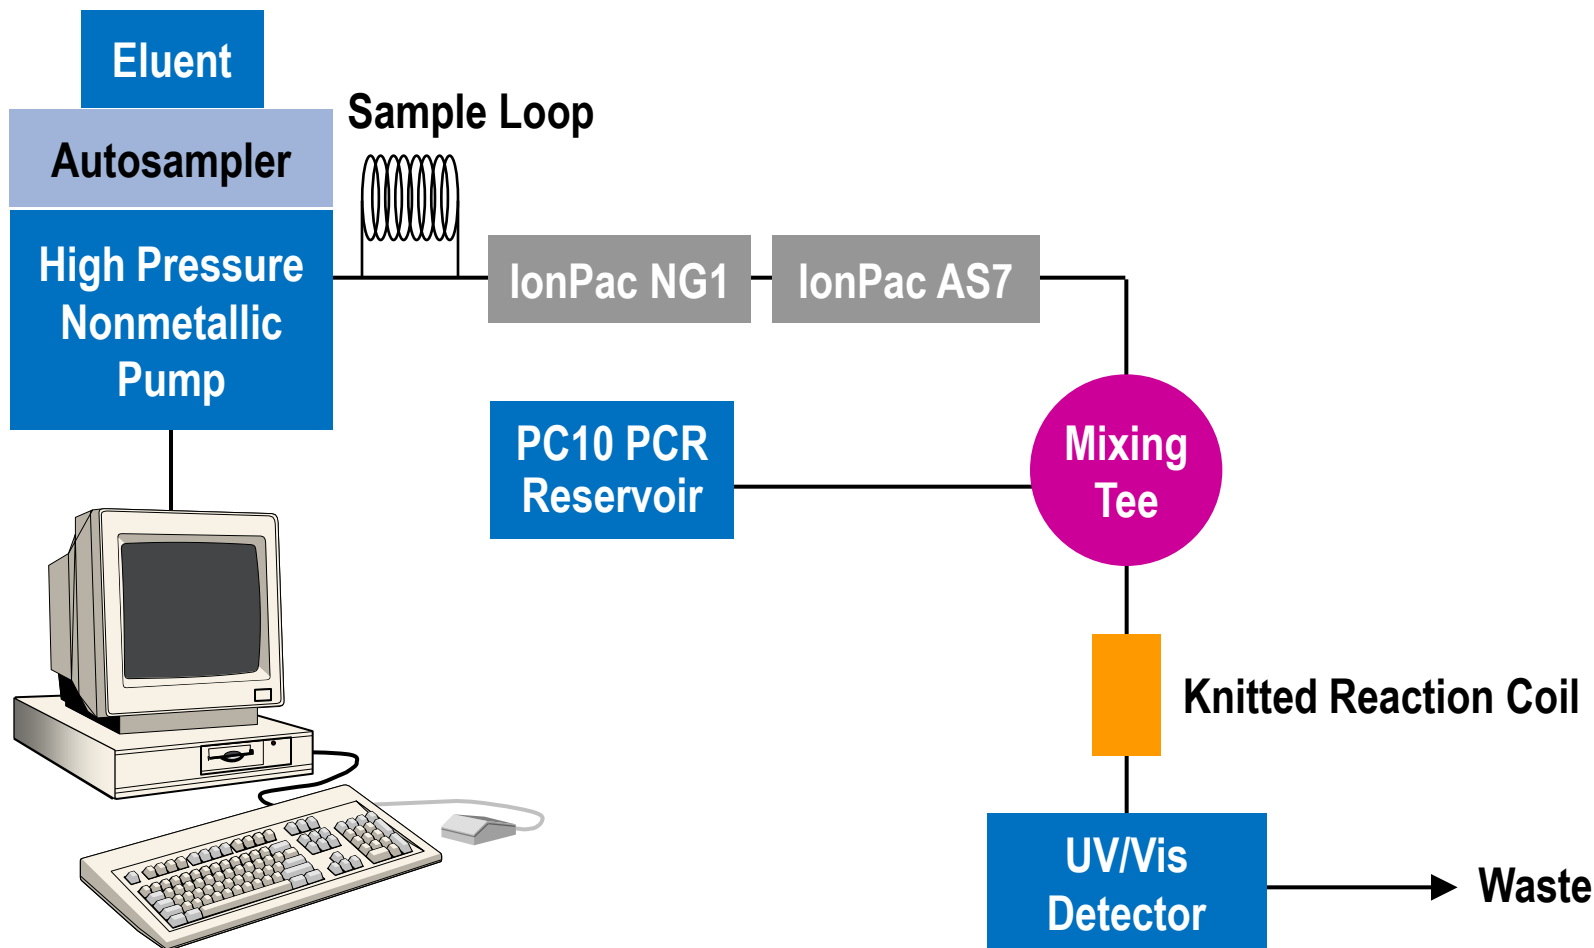 Eluent
Autosampler
High Pressure
Nonmetallic
Pump
Sample Loop
IonPac NG1
IonPac AS7
PC10 PCR
Reservoir
Mixing
Tee
Knitted Reaction Coil
UV/Vis
Detector
Waste